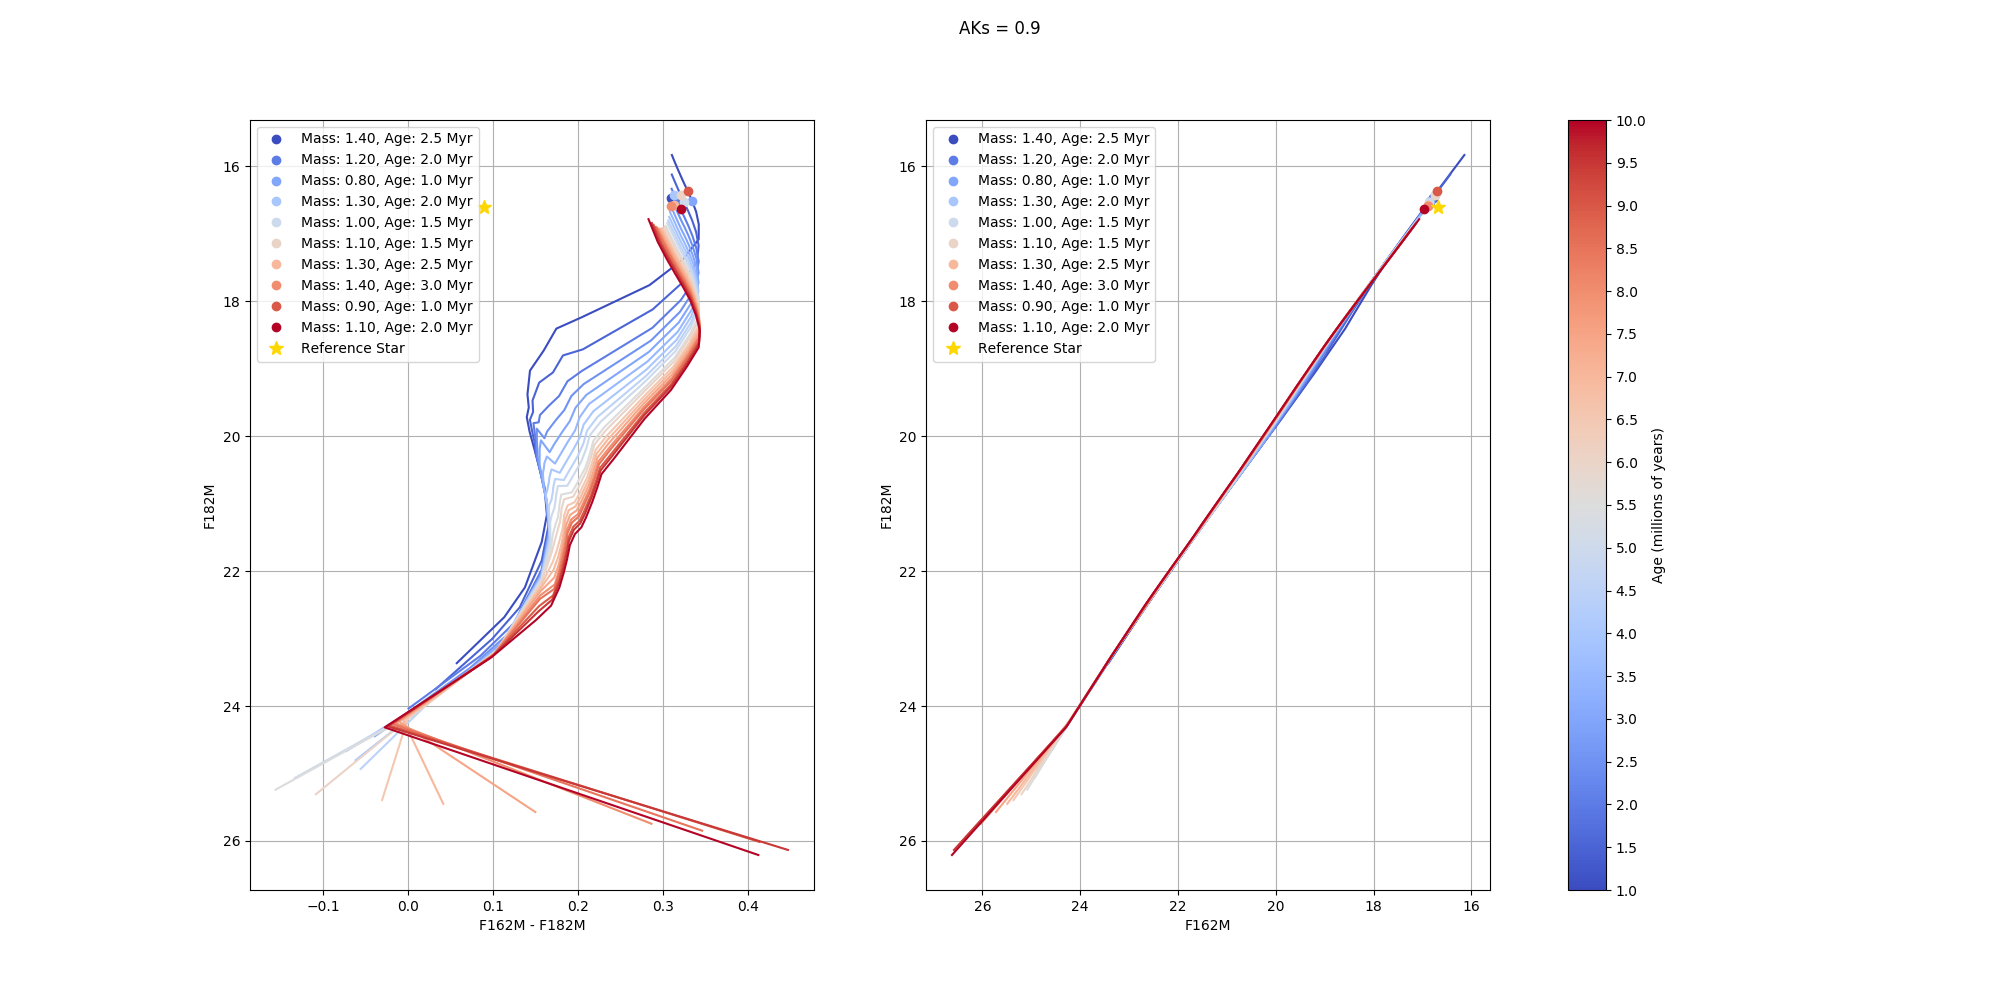 AKs = 0.9
Mass: 1.40, Age: 2.5 Myr
Mass: 1.20, Age: 2.0 Myr
Mass: 0.80, Age: 1.0 Myr
Mass: 1.30, Age: 2.0 Myr
Mass: 1.00, Age: 1.5 Myr
Mass: 1.10, Age: 1.5 Myr
Mass: 1.30, Age: 2.5 Myr
Mass: 1.40, Age: 3.0 Myr
Mass: 0.90, Age: 1.0 Myr
Mass: 1.10, Age: 2.0 Myr
Reference Star
16
18
20
22
24
26
F182M
−0.1 0.0 0.1 0.2 0.3 0.4
F162M - F182M
Mass: 1.40, Age: 2.5 Myr
Mass: 1.20, Age: 2.0 Myr
Mass: 0.80, Age: 1.0 Myr
Mass: 1.30, Age: 2.0 Myr
Mass: 1.00, Age: 1.5 Myr
Mass: 1.10, Age: 1.5 Myr
Mass: 1.30, Age: 2.5 Myr
Mass: 1.40, Age: 3.0 Myr
Mass: 0.90, Age: 1.0 Myr
Mass: 1.10, Age: 2.0 Myr
Reference Star
16
18
20
22
24
26
F182M
26 24 22 20 18 16
F162M
10.0
9.5
9.0
8.5
8.0
7.5
7.0
6.5
6.0
5.5
5.0
4.5
4.0
3.5
3.0
2.5
2.0
1.5
1.0
Age (millions of years)